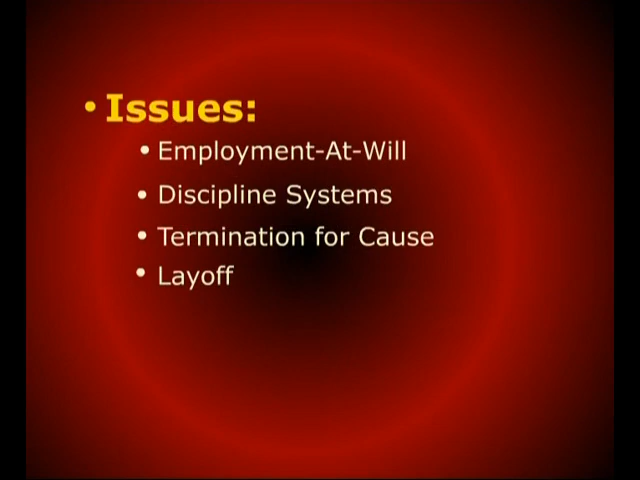 • Issues:
• Employment-At-Will
• Discipline Systems
• Termination for Cause
• Layoff